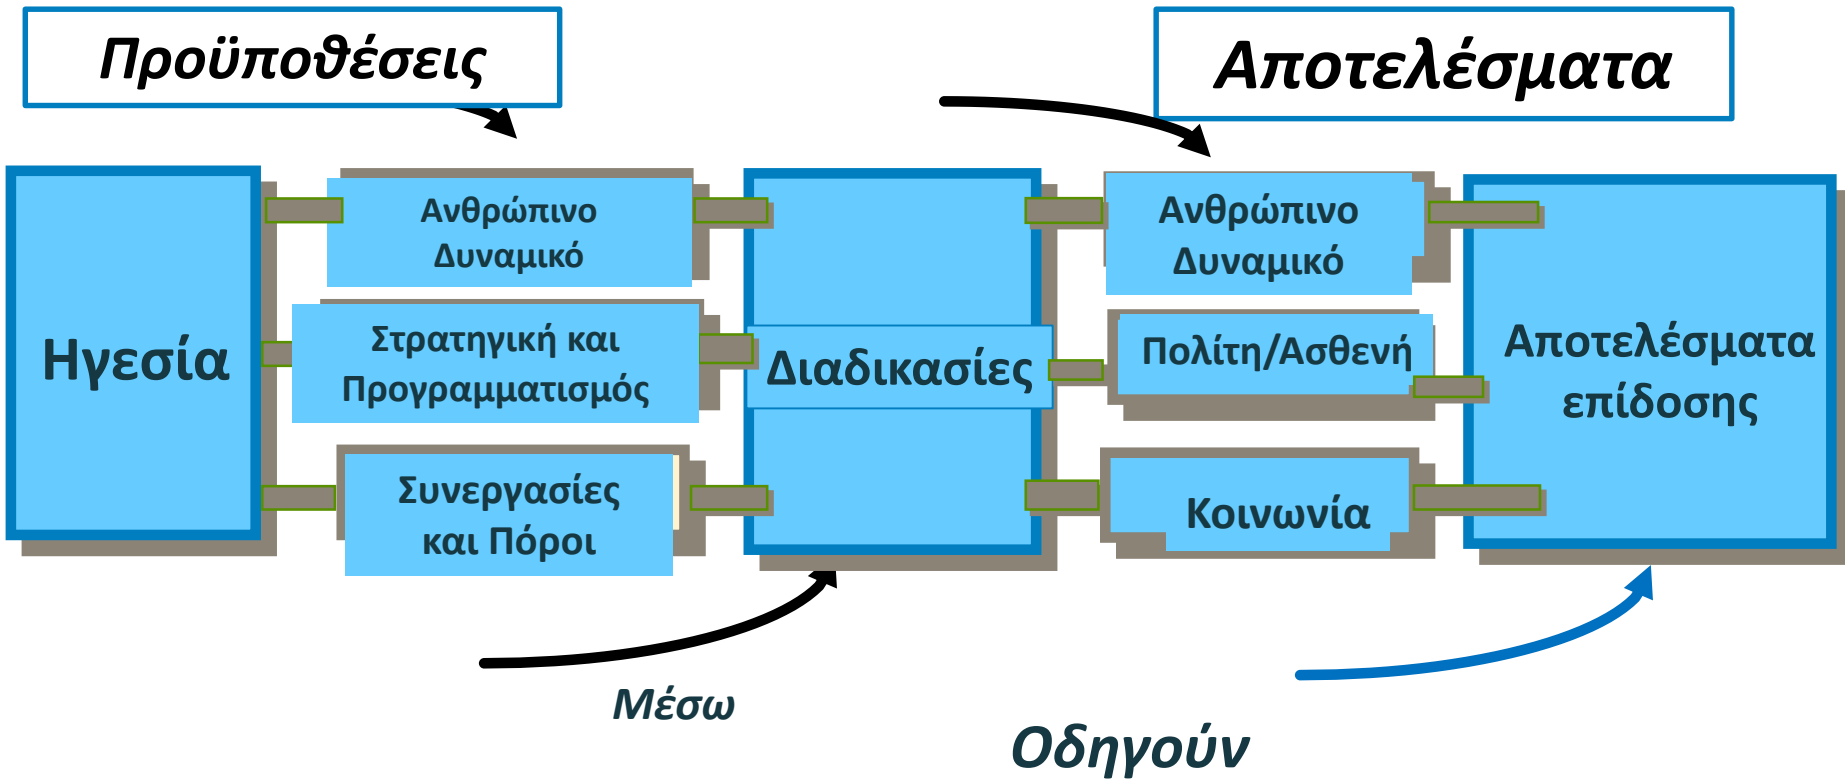 Προϋποθέσεις
Αποτελέσματα
Ηγεσία
Ανθρώπινο
Δυναμικό
Στρατηγική και
Προγραμματισμός
Συνεργασίες
και Πόροι
Διαδικασίες
Ανθρώπινο
Δυναμικό
Πολίτη/Ασθενή
Κοινωνία
Αποτελέσματα
επίδοσης
Μέσω
Οδηγούν